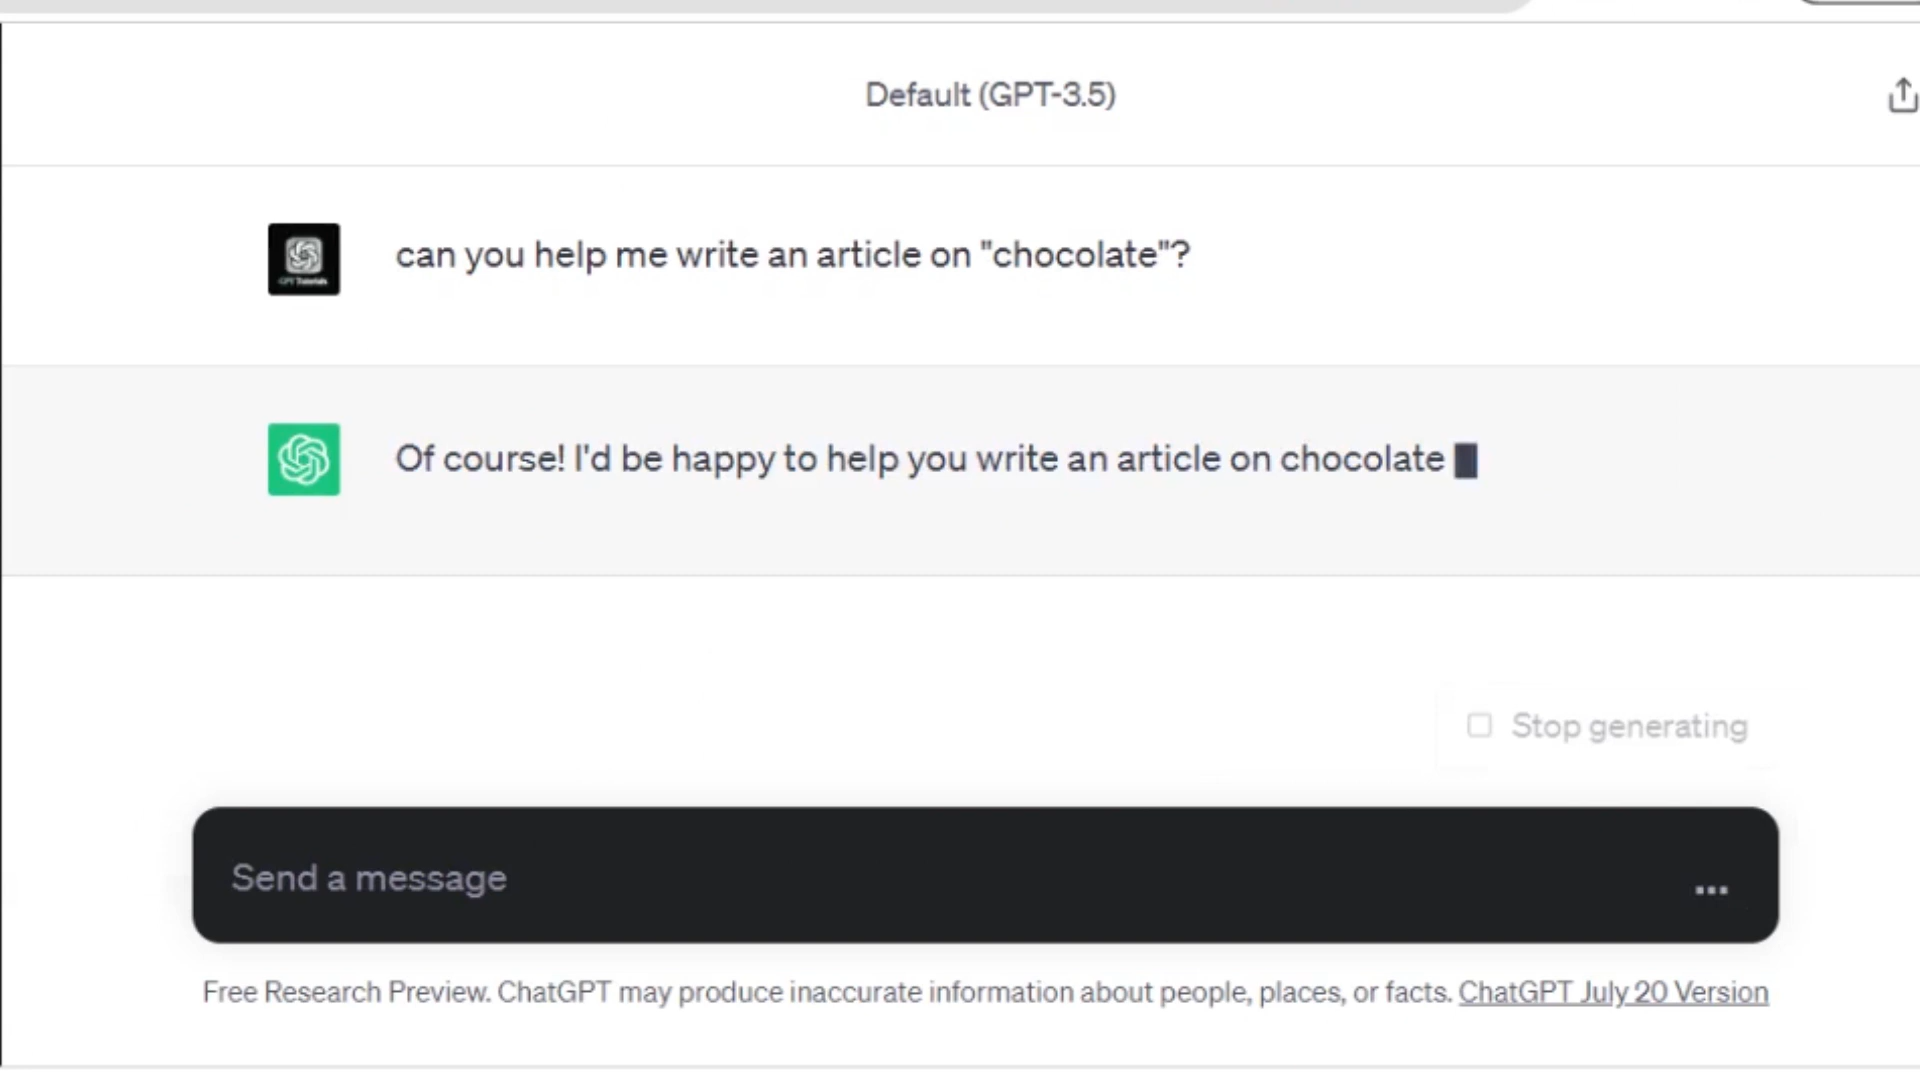 Default (GPT-3.5)
can you help me write an article on "chocolate"?
Of course! I'd be happy to help you write an article on chocolate
Stop generating
Send a message
Free Research Preview. ChatGPT may produce inaccurate information about people, places, or facts. ChatGPT July 20 Version